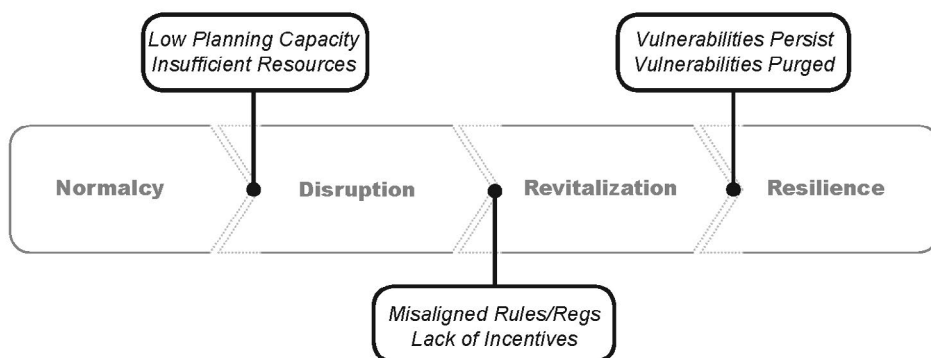 Low Planning Capacity
Insufficient Resources
Vulnerabilities Persist
Vulnerabilities Purged
Normalcy
Disruption
Revitalization
Resilience
Misaligned Rules/Regs
Lack of Incentives